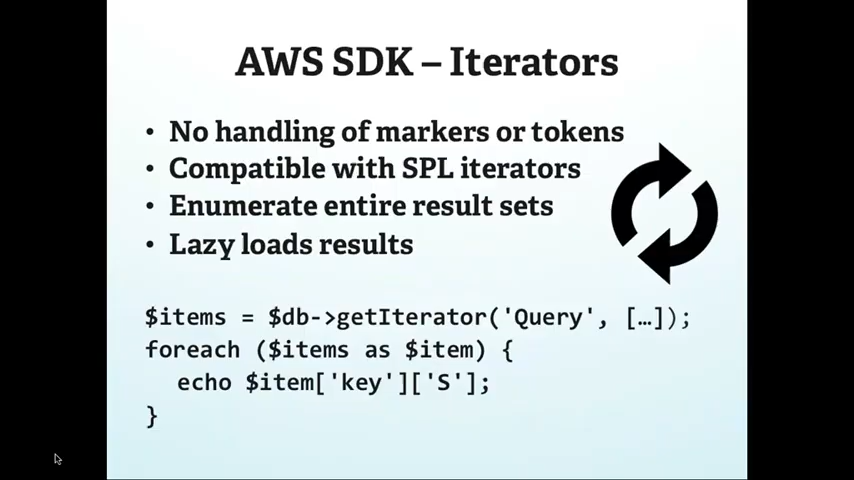 AWS SDK – Iterators
• No handling of markers or tokens
• Compatible with SPL iterators
• Enumerate entire result sets
• Lazy loads results
$items = $db->getIterator('Query', […]);
foreach ($items as $item) {
echo $item['key']['S'];
}